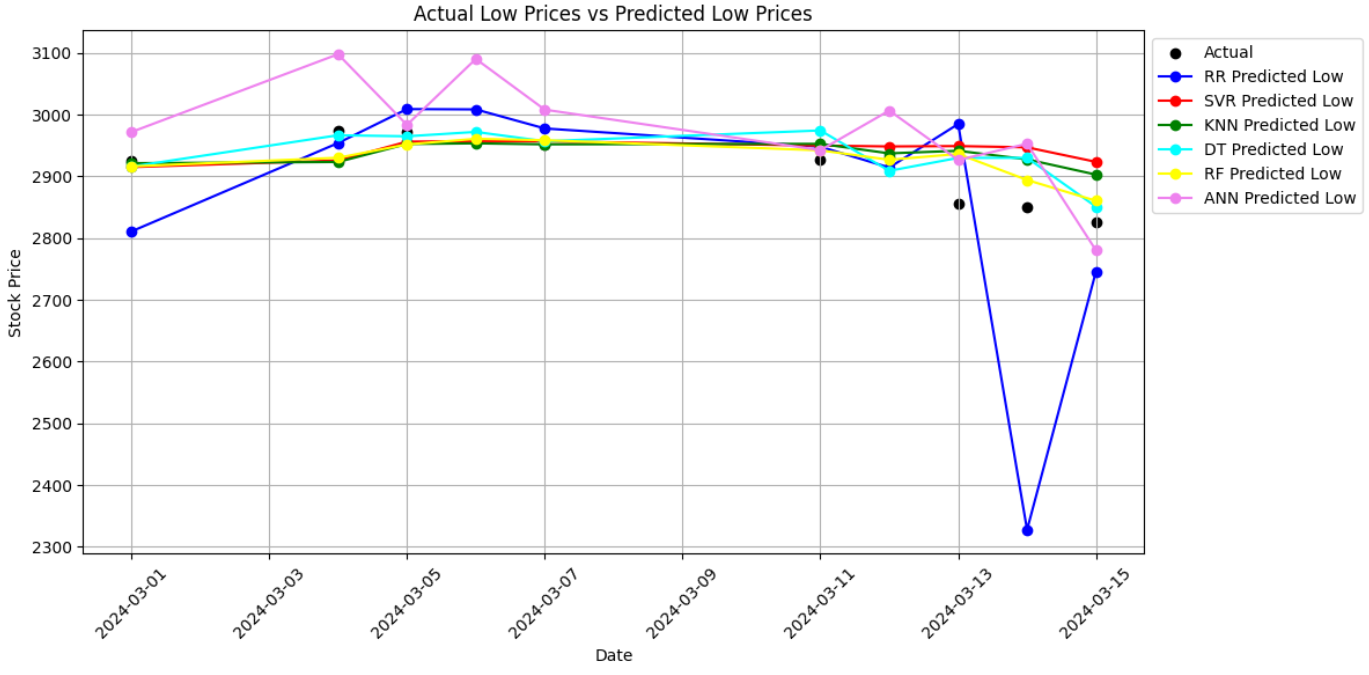 Actual Low Prices vs Predicted Low Prices
3100
3000
2900
2800
2700
2600
2500
2400
2300
Stock Price
2024-03-01
2024-03-03
2024-03-05
2024-03-07
2024-03-09
2024-03-11
2024-03-13
2024-03-15
Date
Actual
RR Predicted Low
SVR Predicted Low
KNN Predicted Low
DT Predicted Low
RF Predicted Low
ANN Predicted Low